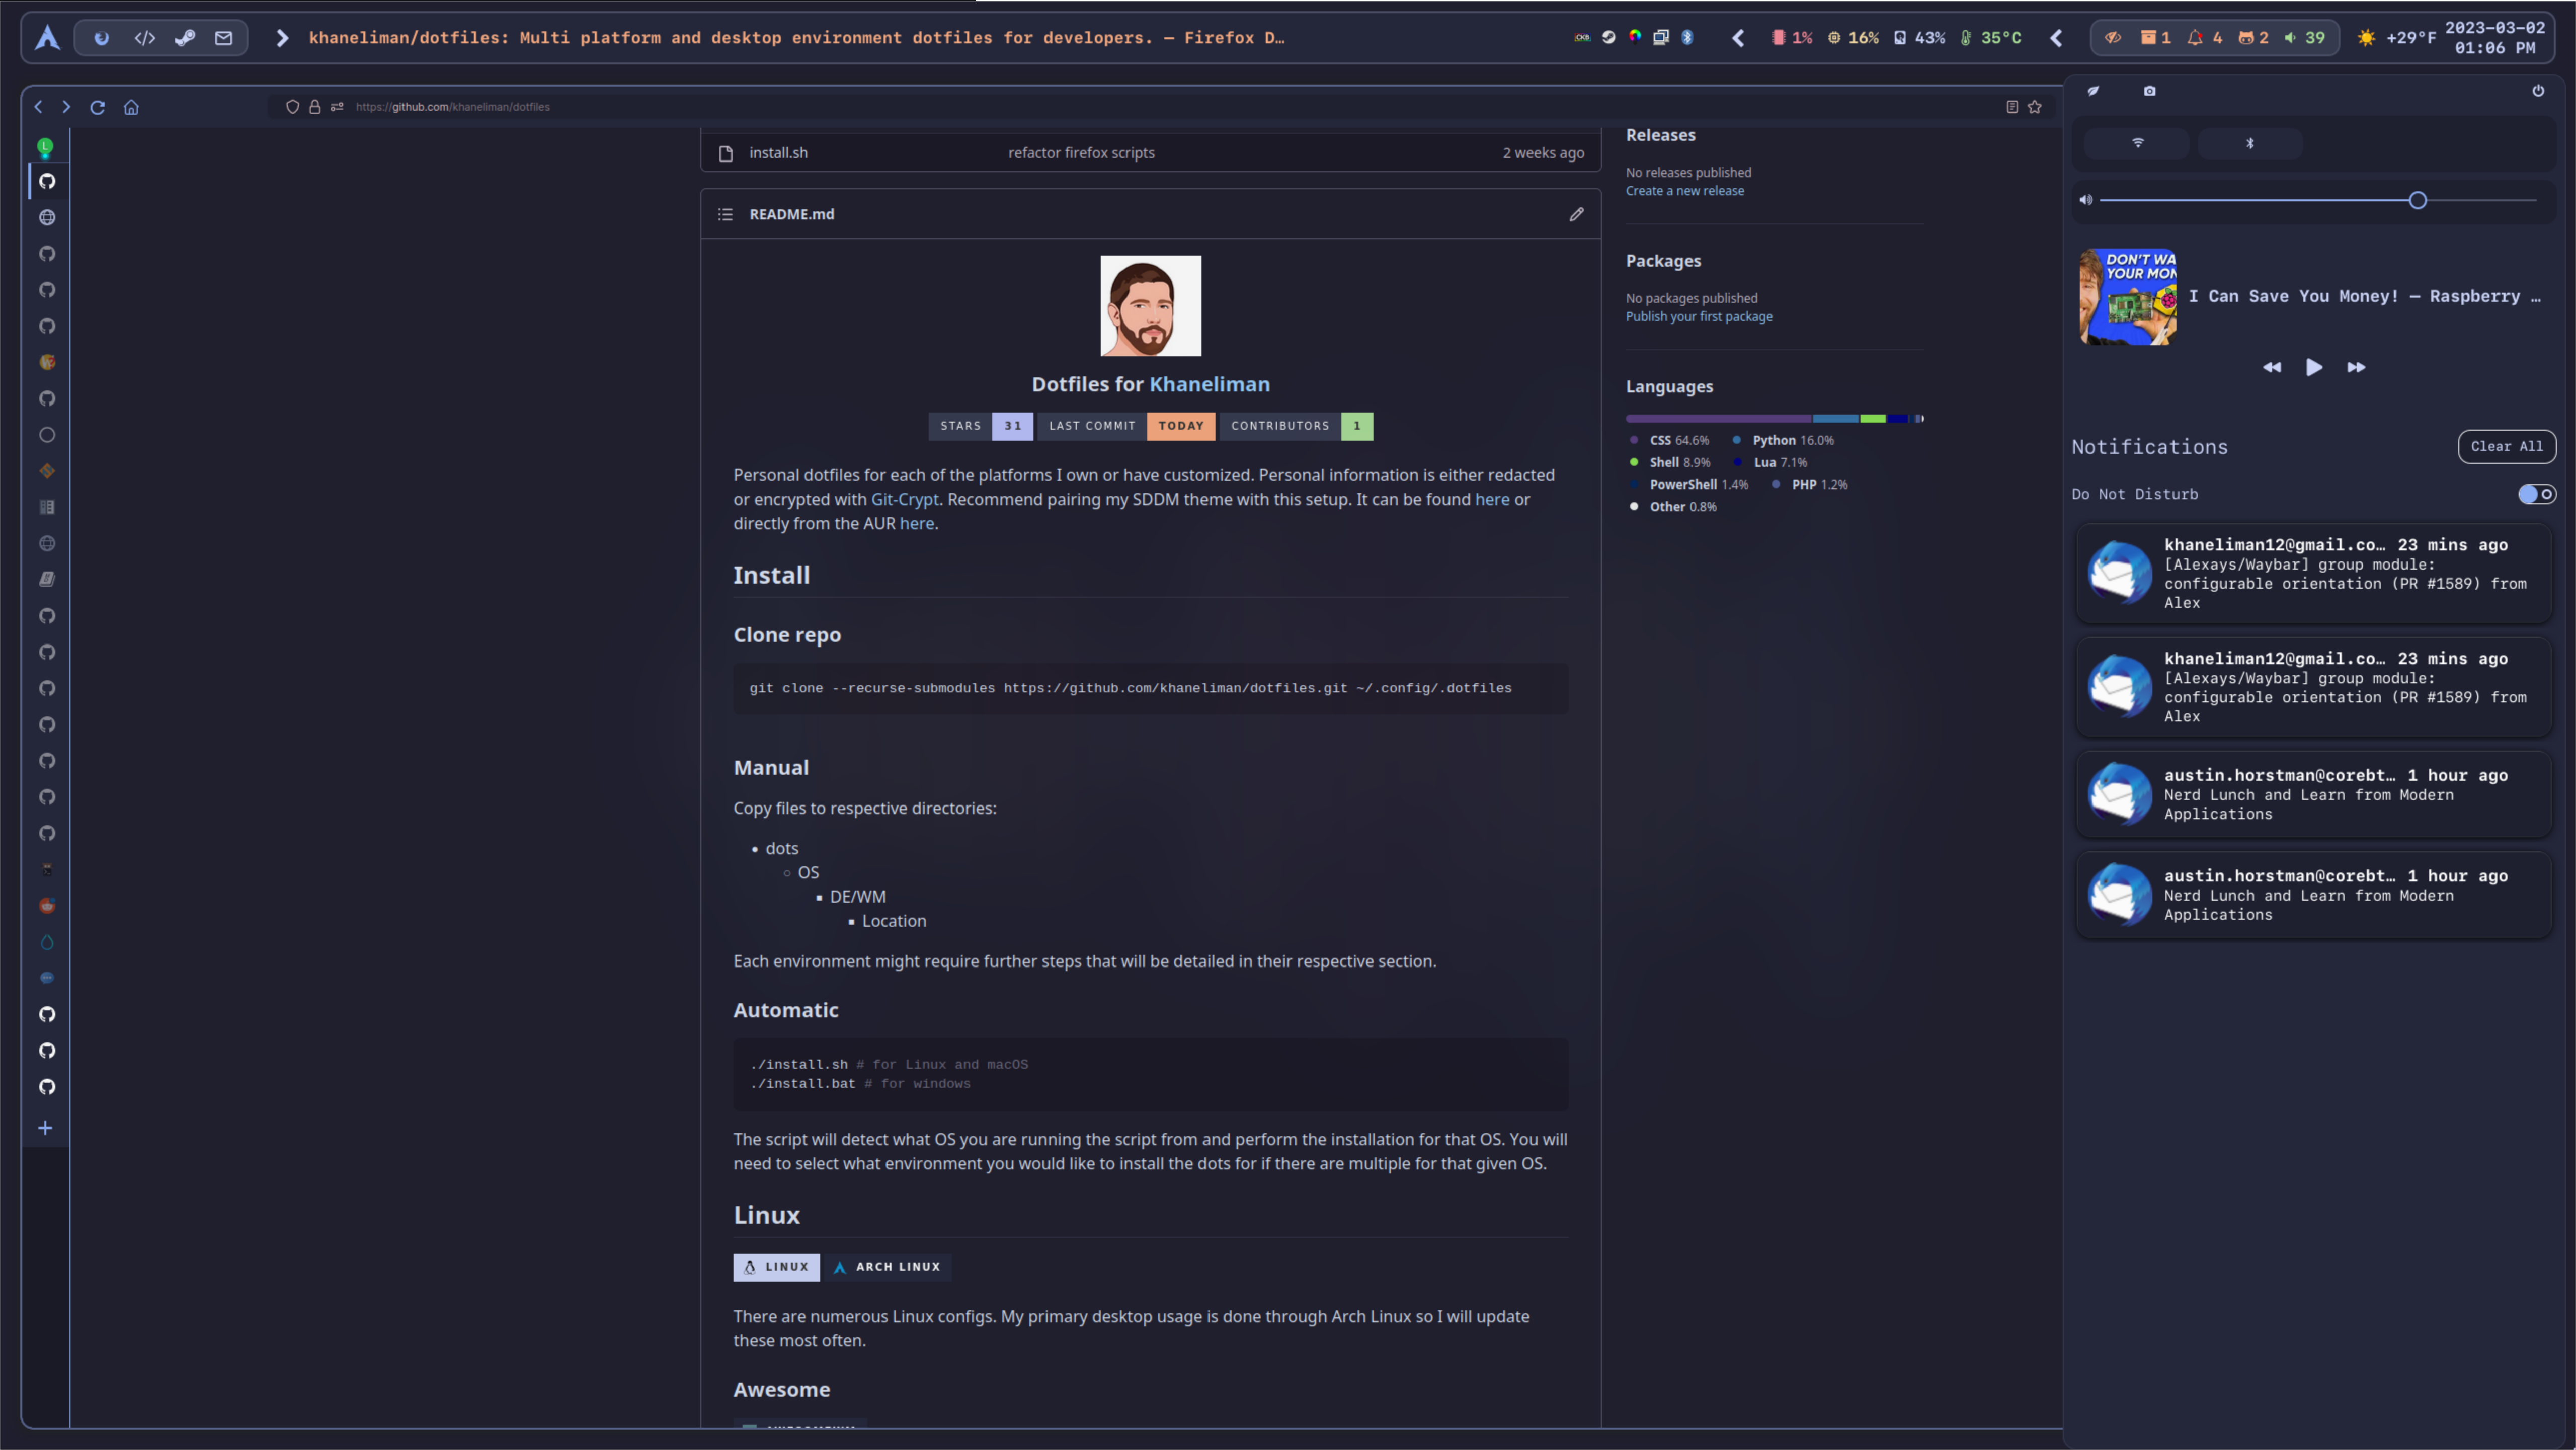 khaneliman/dotfiles: Multi platform and desktop environment dotfiles for developers. — Firefox D…
1% 16% 43% 35°C
1 4 2 39 +29°F
2023-03-02
01:06 PM
https://github.com/khaneliman/dotfiles
install.sh refactor firefox scripts 2 weeks ago
README.md
Dotfiles for Khaneliman
STARS 31 LAST COMMIT TODAY CONTRIBUTORS 1
Personal dotfiles for each of the platforms I own or have customized. Personal information is either redacted
or encrypted with Git-Crypt. Recommend pairing my SDDM theme with this setup. It can be found here or
directly from the AUR here.
Install
Clone repo
git clone --recurse-submodules https://github.com/khaneliman/dotfiles.git ~/.config/.dotfiles
Manual
Copy files to respective directories:
• dots
◦ OS
▪ DE/WM
▪ Location
Each environment might require further steps that will be detailed in their respective section.
Automatic
./install.sh # for Linux and macOS
./install.bat # for windows
The script will detect what OS you are running the script from and perform the installation for that OS. You will
need to select what environment you would like to install the dots for if there are multiple for that given OS.
Linux
LINUX ARCH LINUX
There are numerous Linux configs. My primary desktop usage is done through Arch Linux so I will update
these most often.
Awesome
Releases
No releases published
Create a new release
Packages
No packages published
Publish your first package
Languages
CSS 64.6% Python 16.0%
Shell 8.9% Lua 7.1%
PowerShell 1.4% PHP 1.2%
Other 0.8%
DON'T WA
YOUR MON
I Can Save You Money! — Raspberry …
Notifications Clear All
Do Not Disturb
khaneliman12@gmail.co… 23 mins ago
[Alexays/Waybar] group module:
configurable orientation (PR #1589) from
Alex
khaneliman12@gmail.co… 23 mins ago
[Alexays/Waybar] group module:
configurable orientation (PR #1589) from
Alex
austin.horstman@corebt… 1 hour ago
Nerd Lunch and Learn from Modern
Applications
austin.horstman@corebt… 1 hour ago
Nerd Lunch and Learn from Modern
Applications